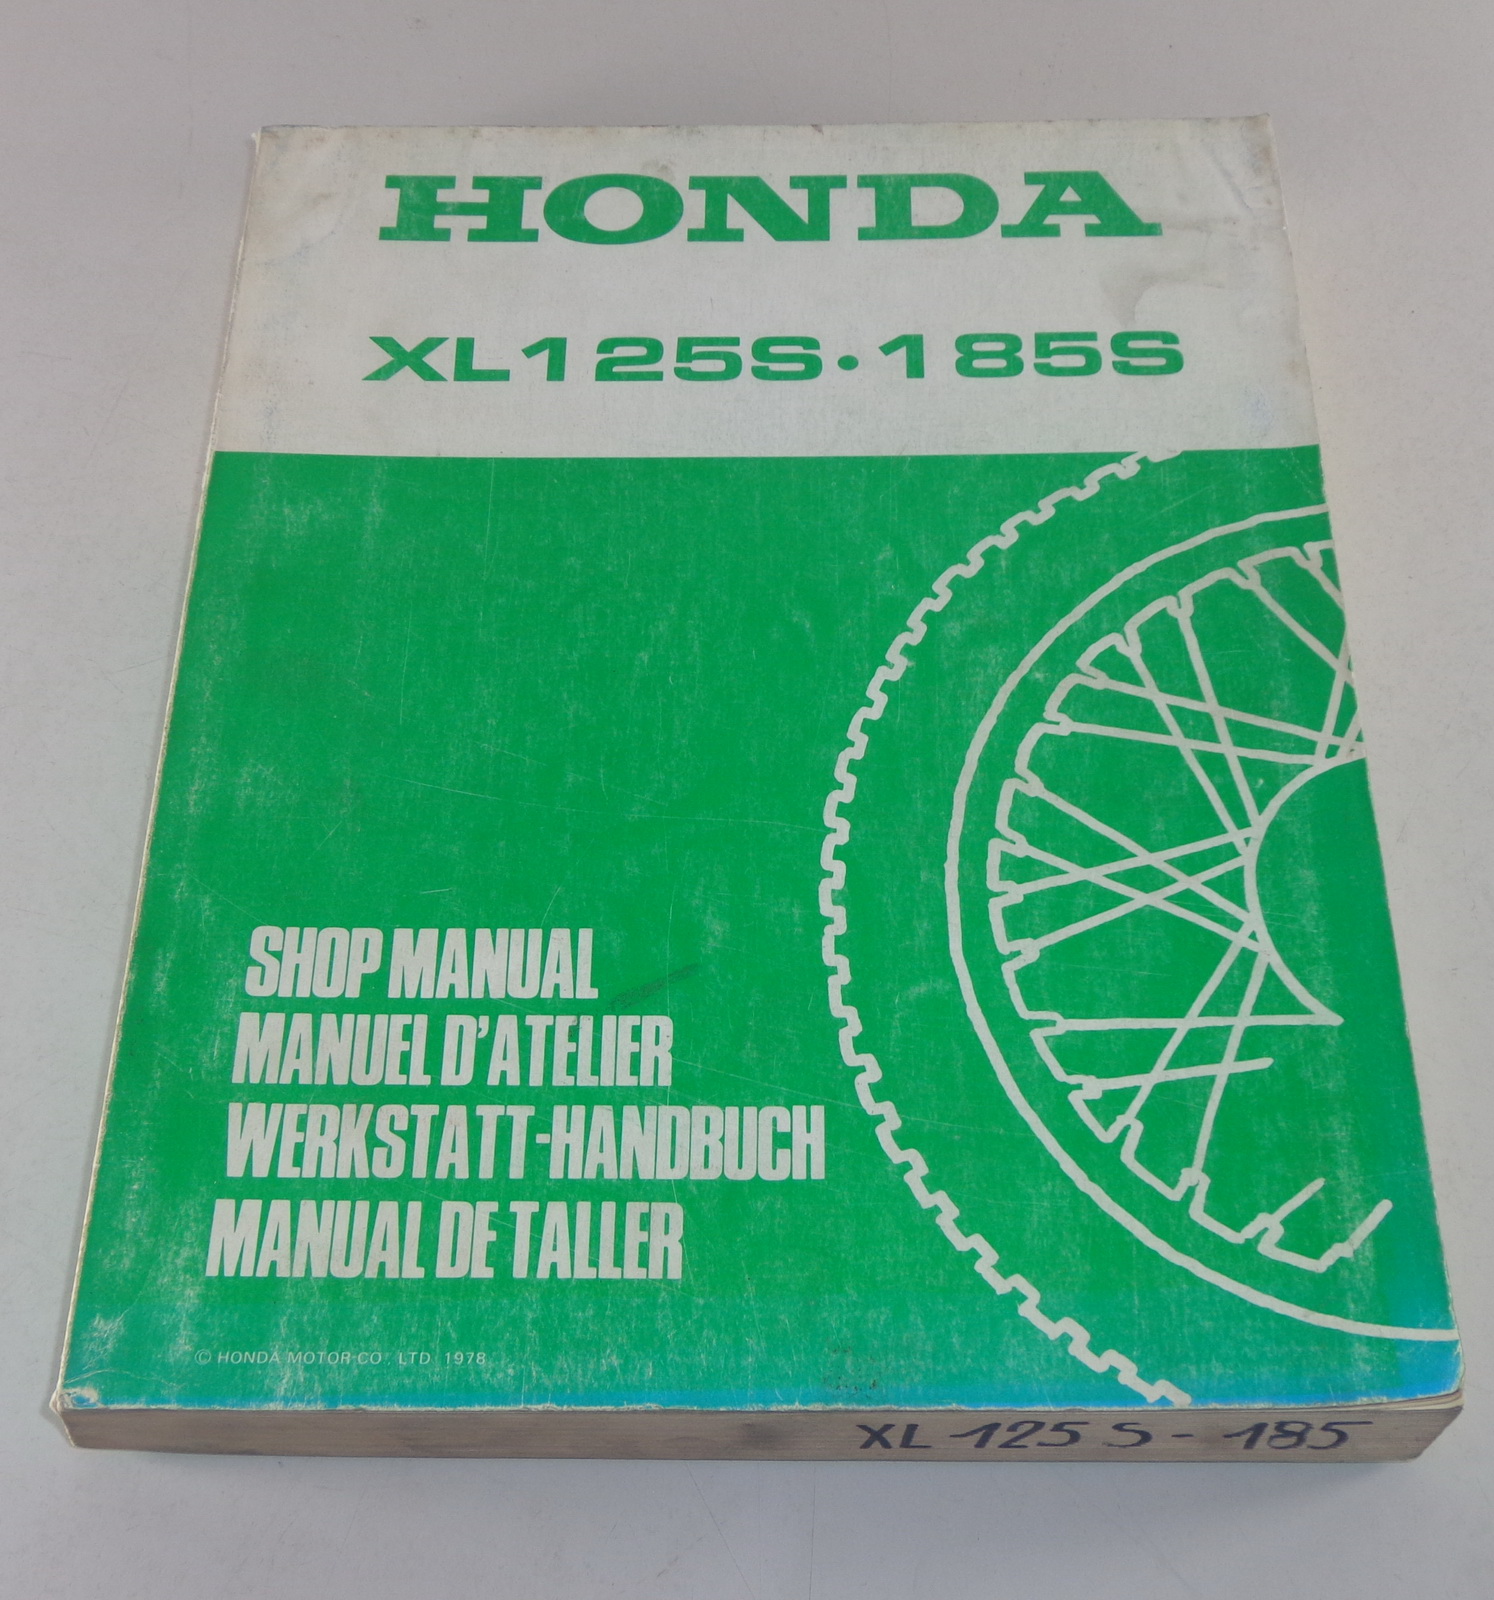 HONDA
XL125S·185S
SHOP MANUAL
MANUEL D'ATELIER
WERKSTATT-HANDBUCH
MANUAL DE TALLER
© HONDA MOTOR CO. LTD 1978
XL 125 S - 185